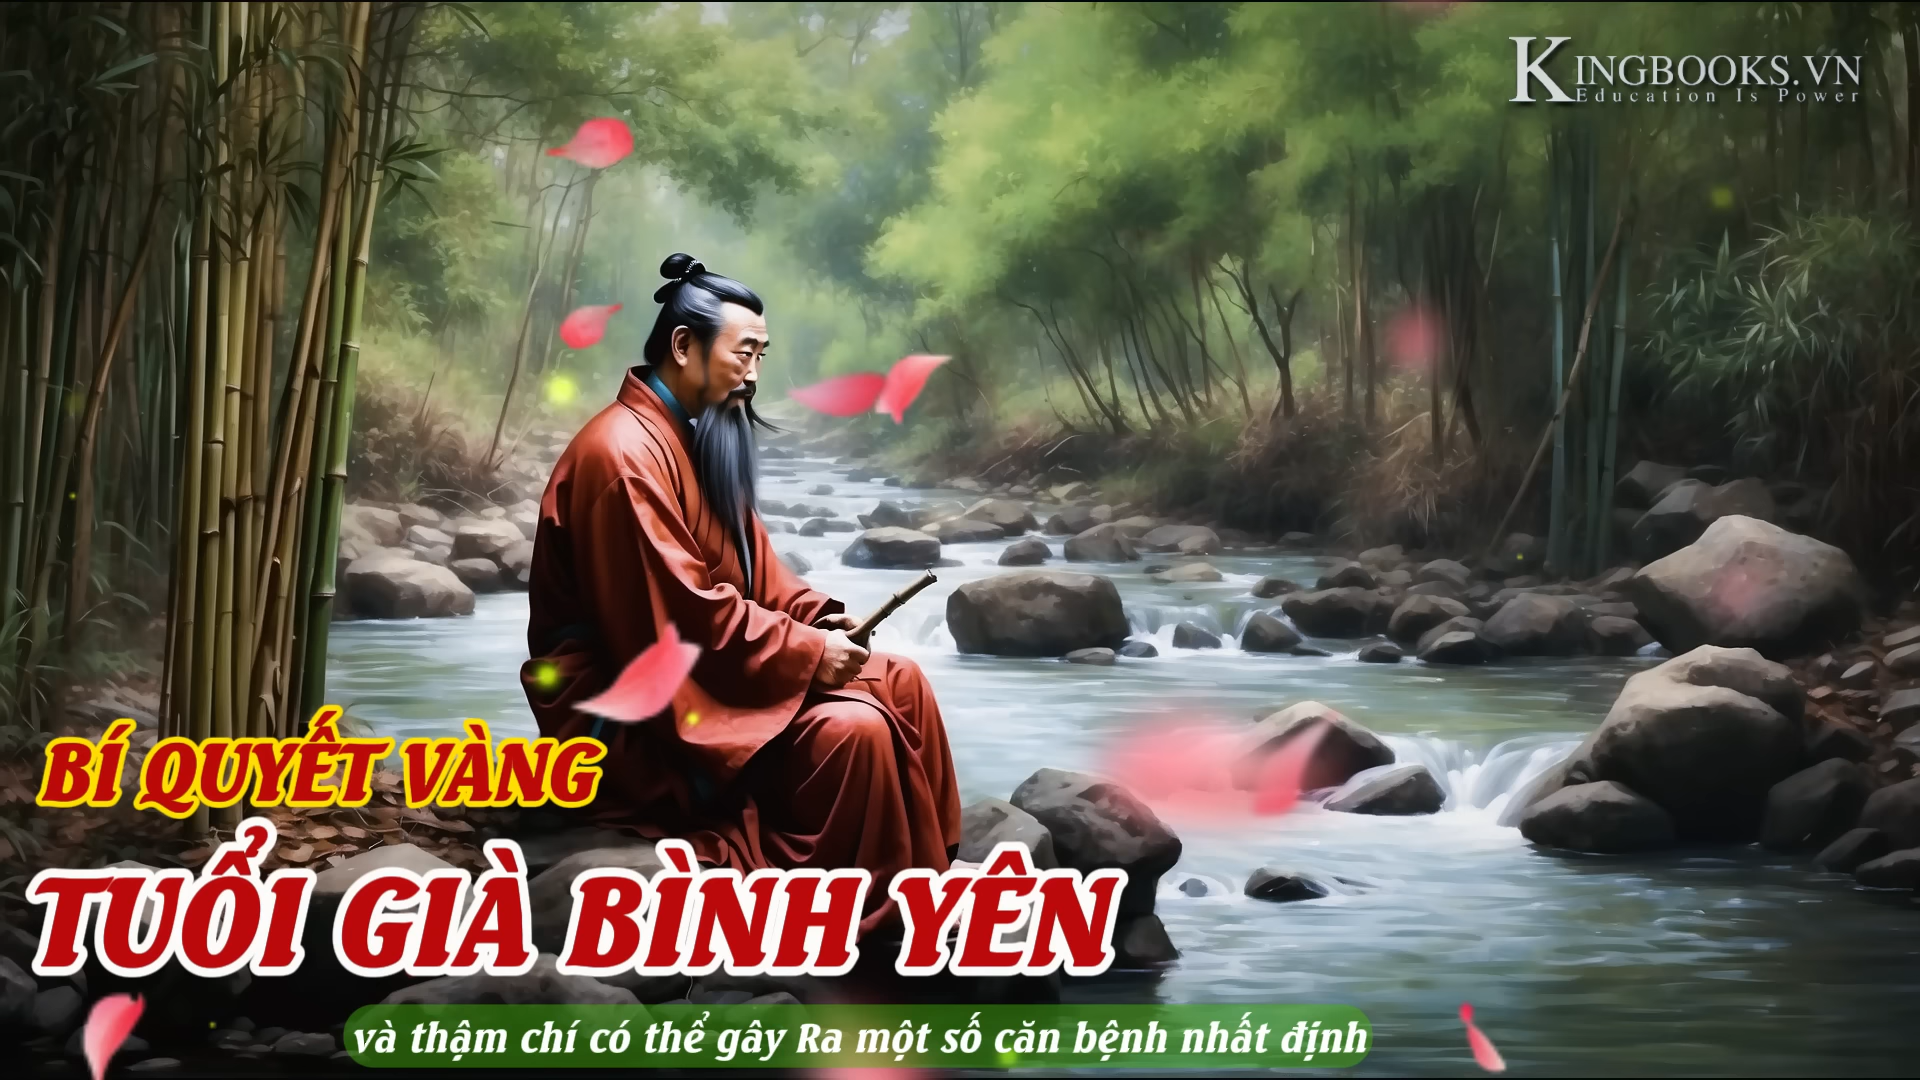 KINGBOOKS.VN
Education Is Power
BÍ QUYẾT VÀNG
TUỔI GIÀ BÌNH YÊN
và thậm chí có thể gây Ra một số căn bệnh nhất định